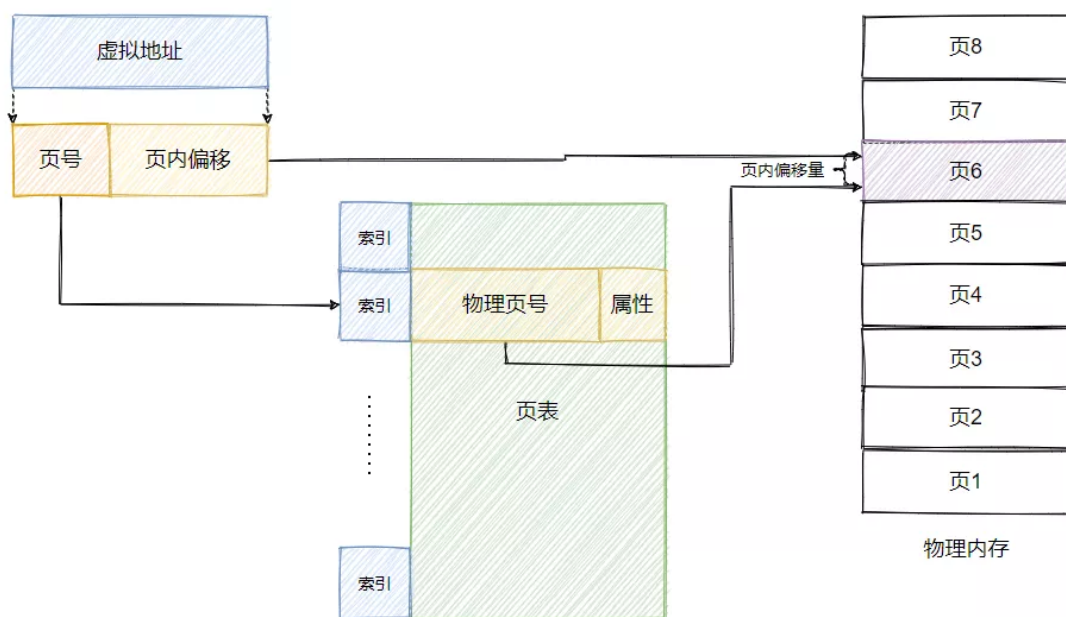 虚拟地址
页号
页内偏移
索引
索引
物理页号
属性
页表
索引
页内偏移量
页8
页7
页6
页5
页4
页3
页2
页1
物理内存